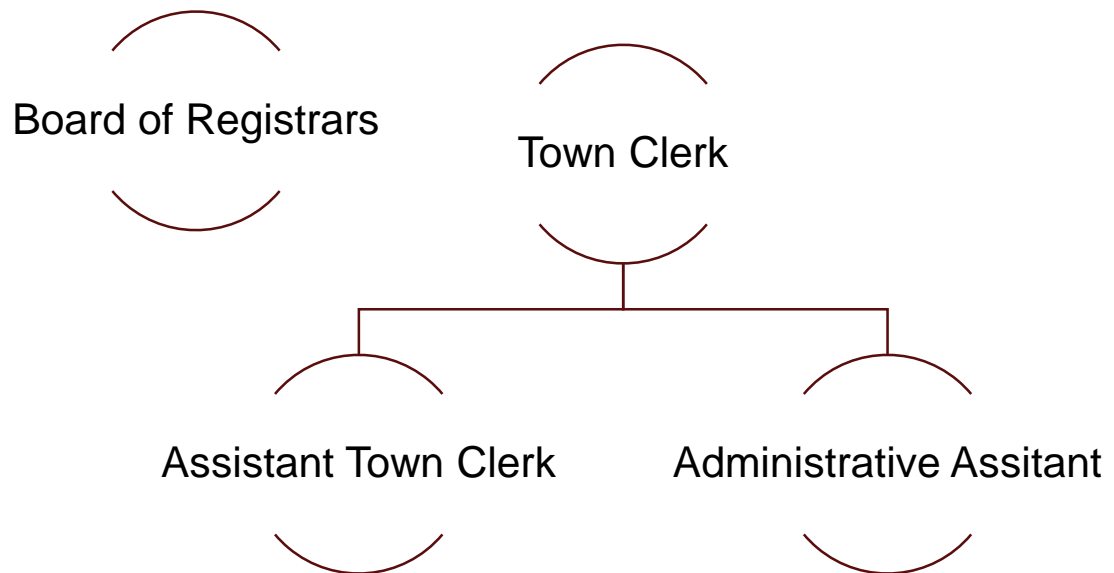 Board of Registrars
Town Clerk
Assistant Town Clerk
Administrative Assitant